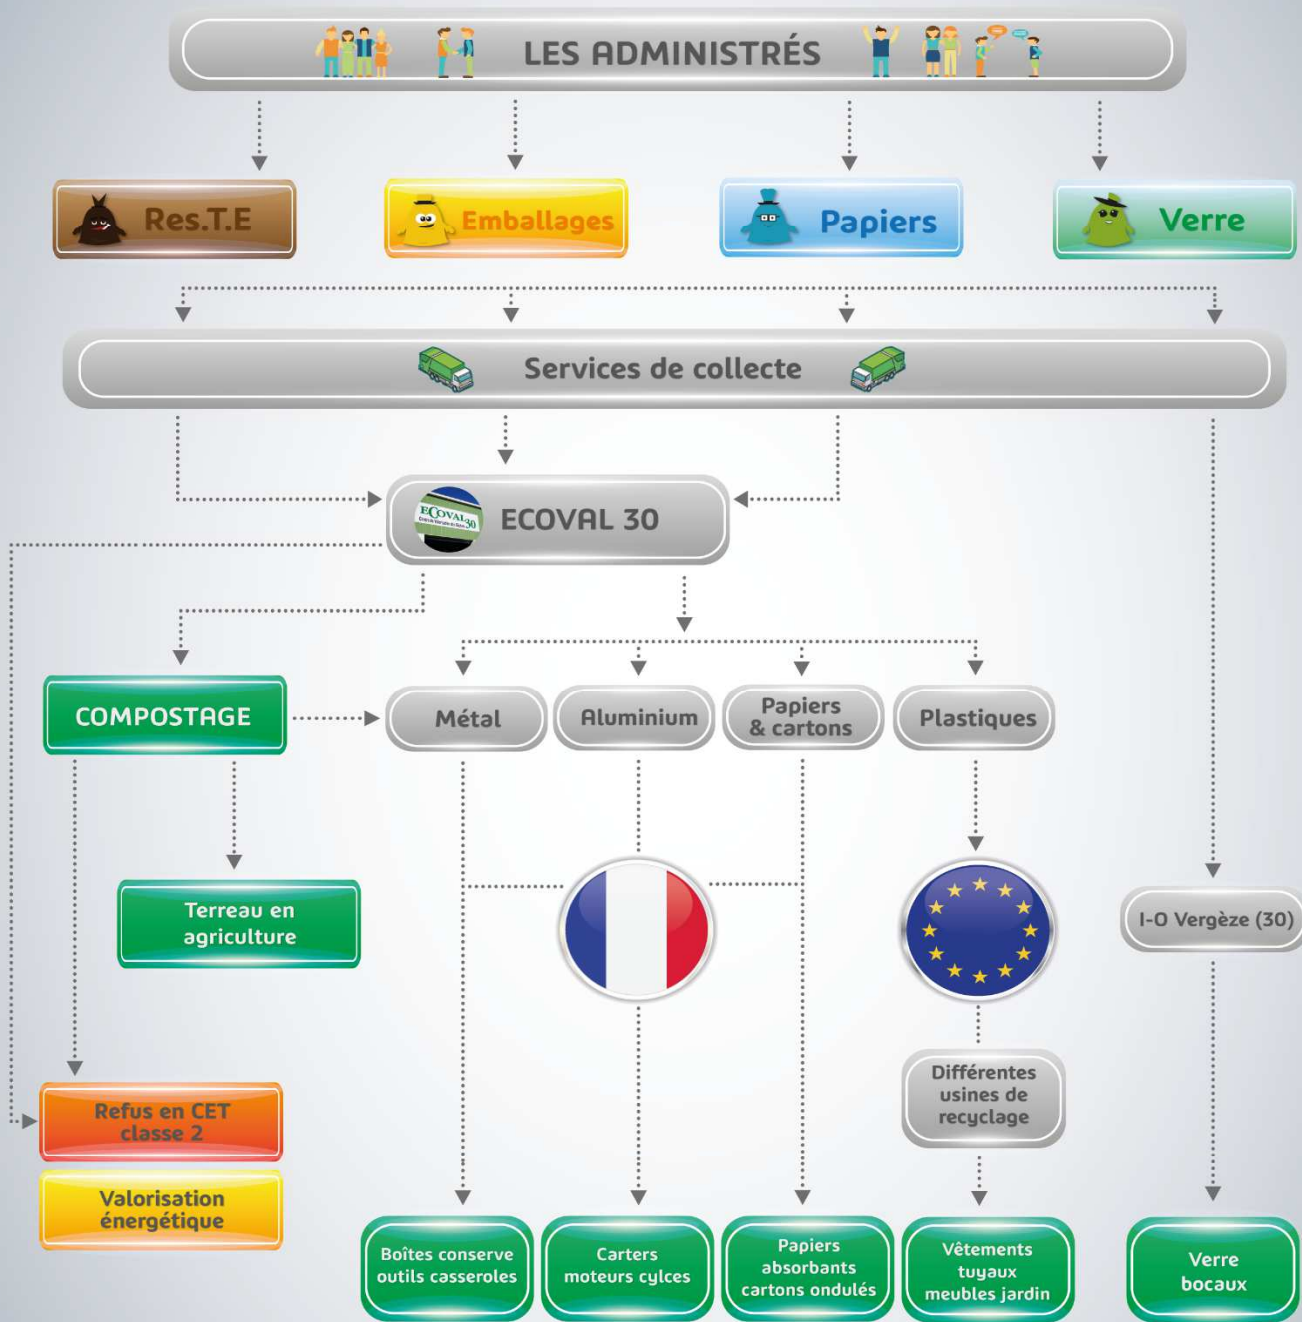 LES ADMINISTRÉS
Res.T.E
Emballages
Papiers
Verre
Services de collecte
ECOVAL30
ECOVAL 30
COMPOSTAGE
Métal
Aluminium
Papiers
& cartons
Plastiques
Terreau en
agriculture
I-O Vergèze (30)
Différentes
usines de
recyclage
Refus en CET
classe 2
Valorisation
énergétique
Boîtes conserve
outils casseroles
Carters
moteurs cylces
Papiers
absorbants
cartons ondulés
Vêtements
tuyaux
meubles jardin
Verre
bocaux